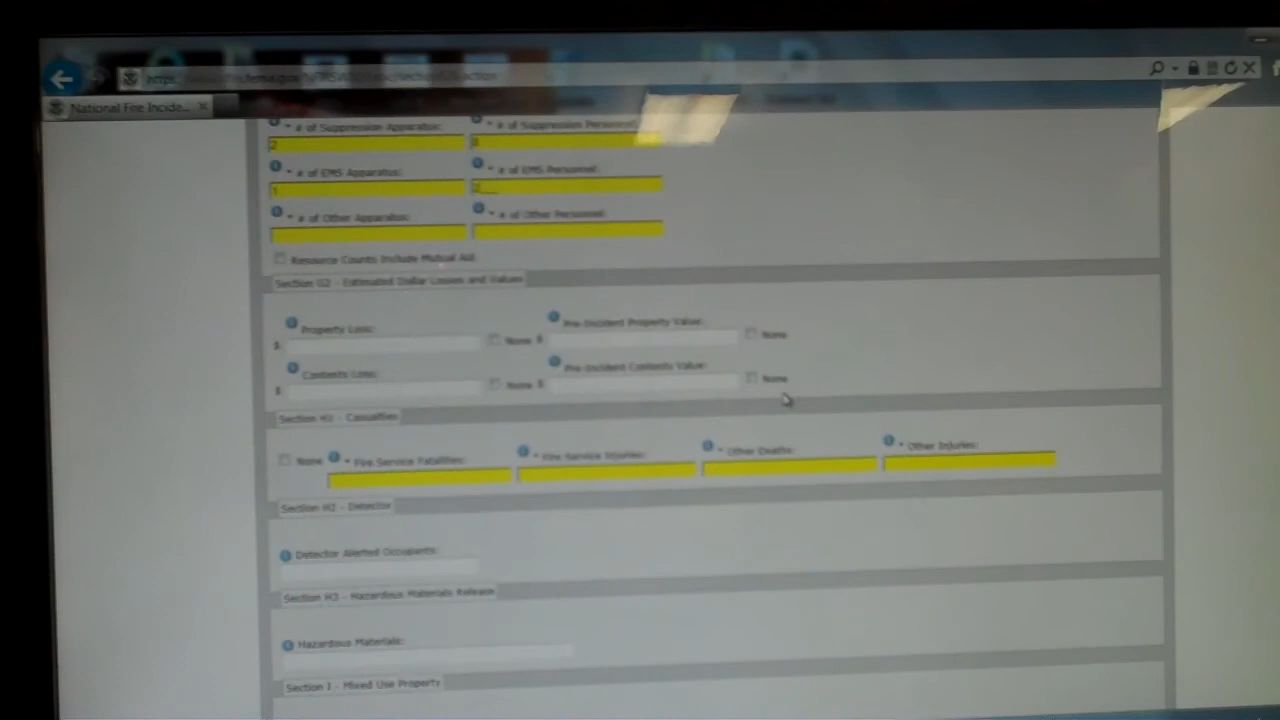 National Fire Incide...
* # of Suppression Apparatus: * # of Suppression Personnel:
2 8
* # of EMS Apparatus: * # of EMS Personnel:
1 2__
* # of Other Apparatus: * # of Other Personnel:
Resource Counts Include Mutual Aid
Section G2 - Estimated Dollar Losses and Values
Property Loss: Pre-Incident Property Value:
$ None $ None
Contents Loss: Pre-Incident Contents Value:
$ None $ None
Section H1 - Casualties
None * Fire Service Fatalities: * Fire Service Injuries: * Other Deaths: * Other Injuries:
Section H2 - Detector
Detector Alerted Occupants:
Section H3 - Hazardous Materials Release
Hazardous Materials:
Section I - Mixed Use Property